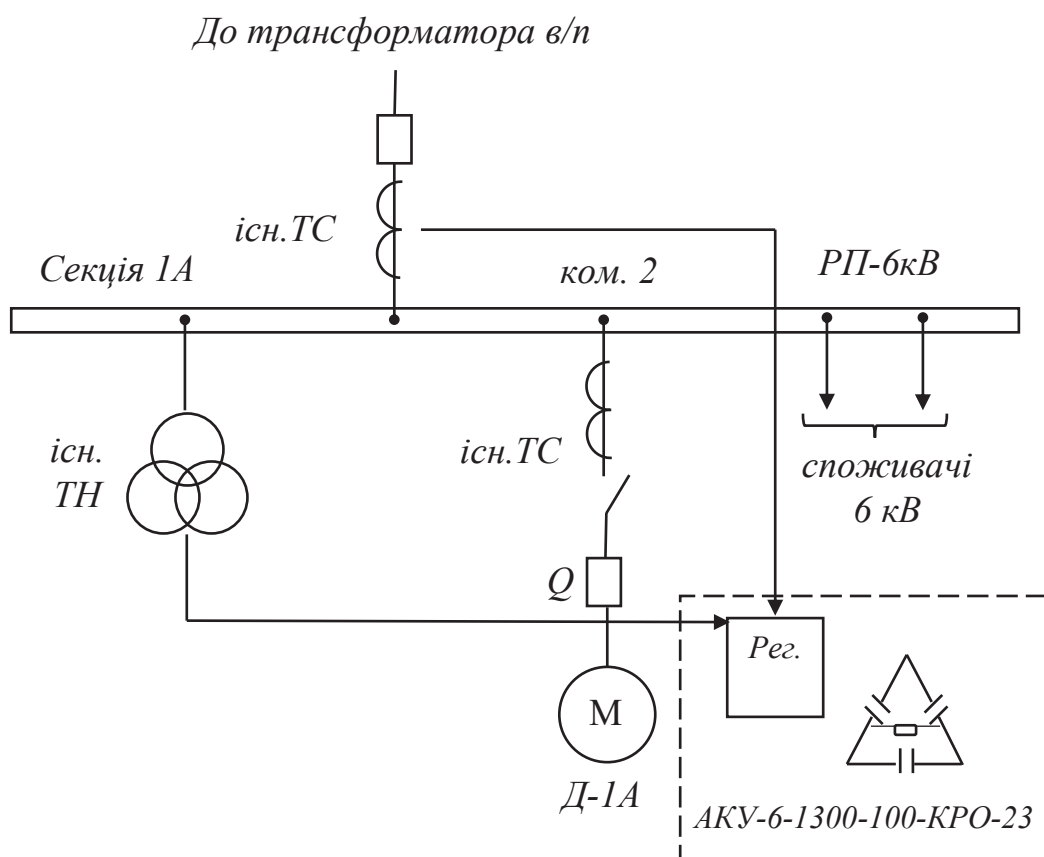 До трансформатора в/п
існ.ТС
Секція 1А
ком. 2
РП-6кВ
існ.
ТН
існ.ТС
споживачі
6 кВ
Q
Рег.
М
Д-1А
АКУ-6-1300-100-КРО-23